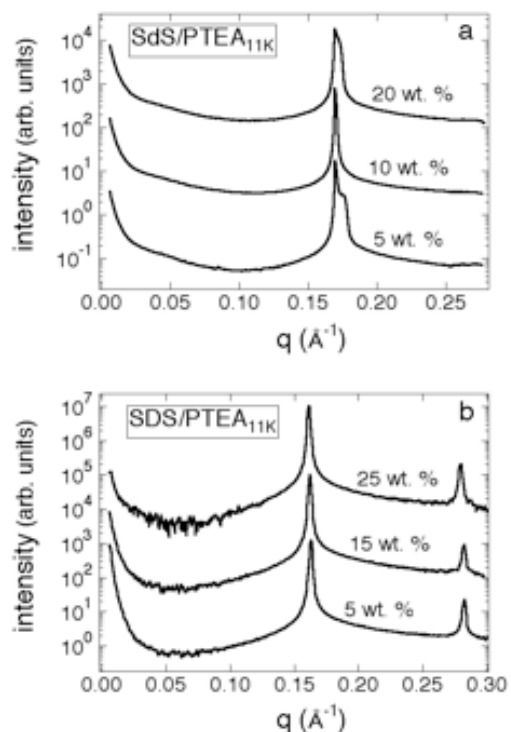 SdS/PTEA11K
a
intensity (arb. units)
10^4
10^3
10^2
10^1
10^0
10^-1
20 wt. %
10 wt. %
5 wt. %
0.00 0.05 0.10 0.15 0.20 0.25
q (Å^-1)
SDS/PTEA11K
b
intensity (arb. units)
10^7
10^6
10^5
10^4
10^3
10^2
10^1
10^0
25 wt. %
15 wt. %
5 wt. %
0.00 0.05 0.10 0.15 0.20 0.25 0.30
q (Å^-1)